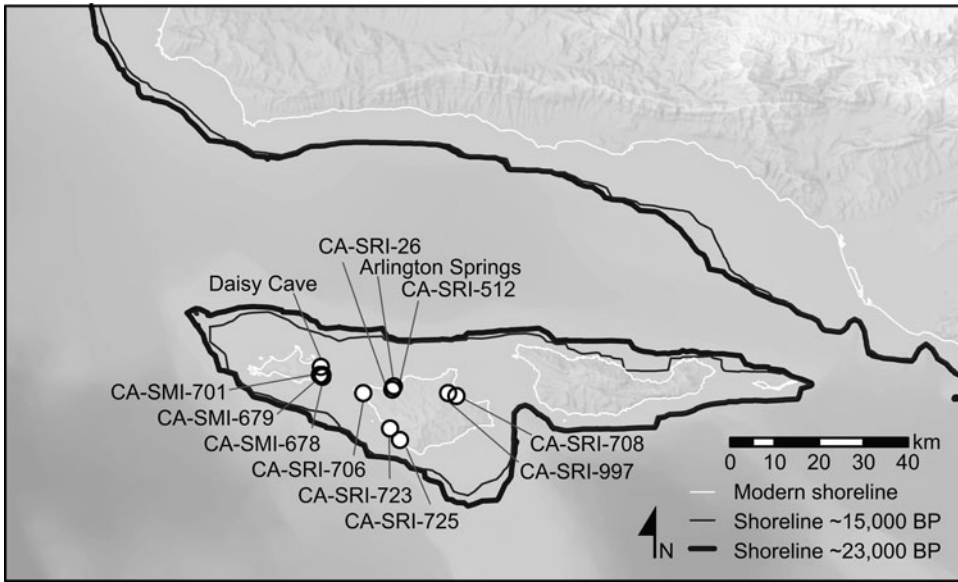 CA-SRI-26
Arlington Springs
Daisy Cave
CA-SRI-512
CA-SMI-701
CA-SMI-679
CA-SMI-678
CA-SRI-706
CA-SRI-723
CA-SRI-725
CA-SRI-708
CA-SRI-997
km
0 10 20 30 40
Modern shoreline
Shoreline ~15,000 BP
Shoreline ~23,000 BP
N